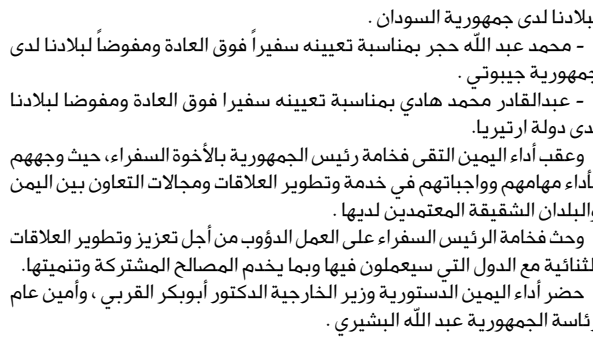 لبلادنا لدى جمهورية السودان .
- محمد عبد الله حجر بمناسبة تعيينه سفيراً فوق العادة ومفوضاً لبلادنا لدى
جمهورية جيبوتي .
- عبدالقادر محمد هادي بمناسبة تعيينه سفيرا فوق العادة ومفوضا لبلادنا
لدى دولة ارتيريا.
وعقب أداء اليمين التقى فخامة رئيس الجمهورية بالأخوة السفراء، حيث وجههم
بأداء مهامهم وواجباتهم في خدمة وتطوير العلاقات ومجالات التعاون بين اليمن
والبلدان الشقيقة المعتمدين لديها .
وحث فخامة الرئيس السفراء على العمل الدؤوب من أجل تعزيز وتطوير العلاقات
الثنائية مع الدول التي سيعملون فيها وبما يخدم المصالح المشتركة وتنميتها.
حضر أداء اليمين الدستورية وزير الخارجية الدكتور أبوبكر القربي ، وأمين عام
رئاسة الجمهورية عبد الله البشيري .